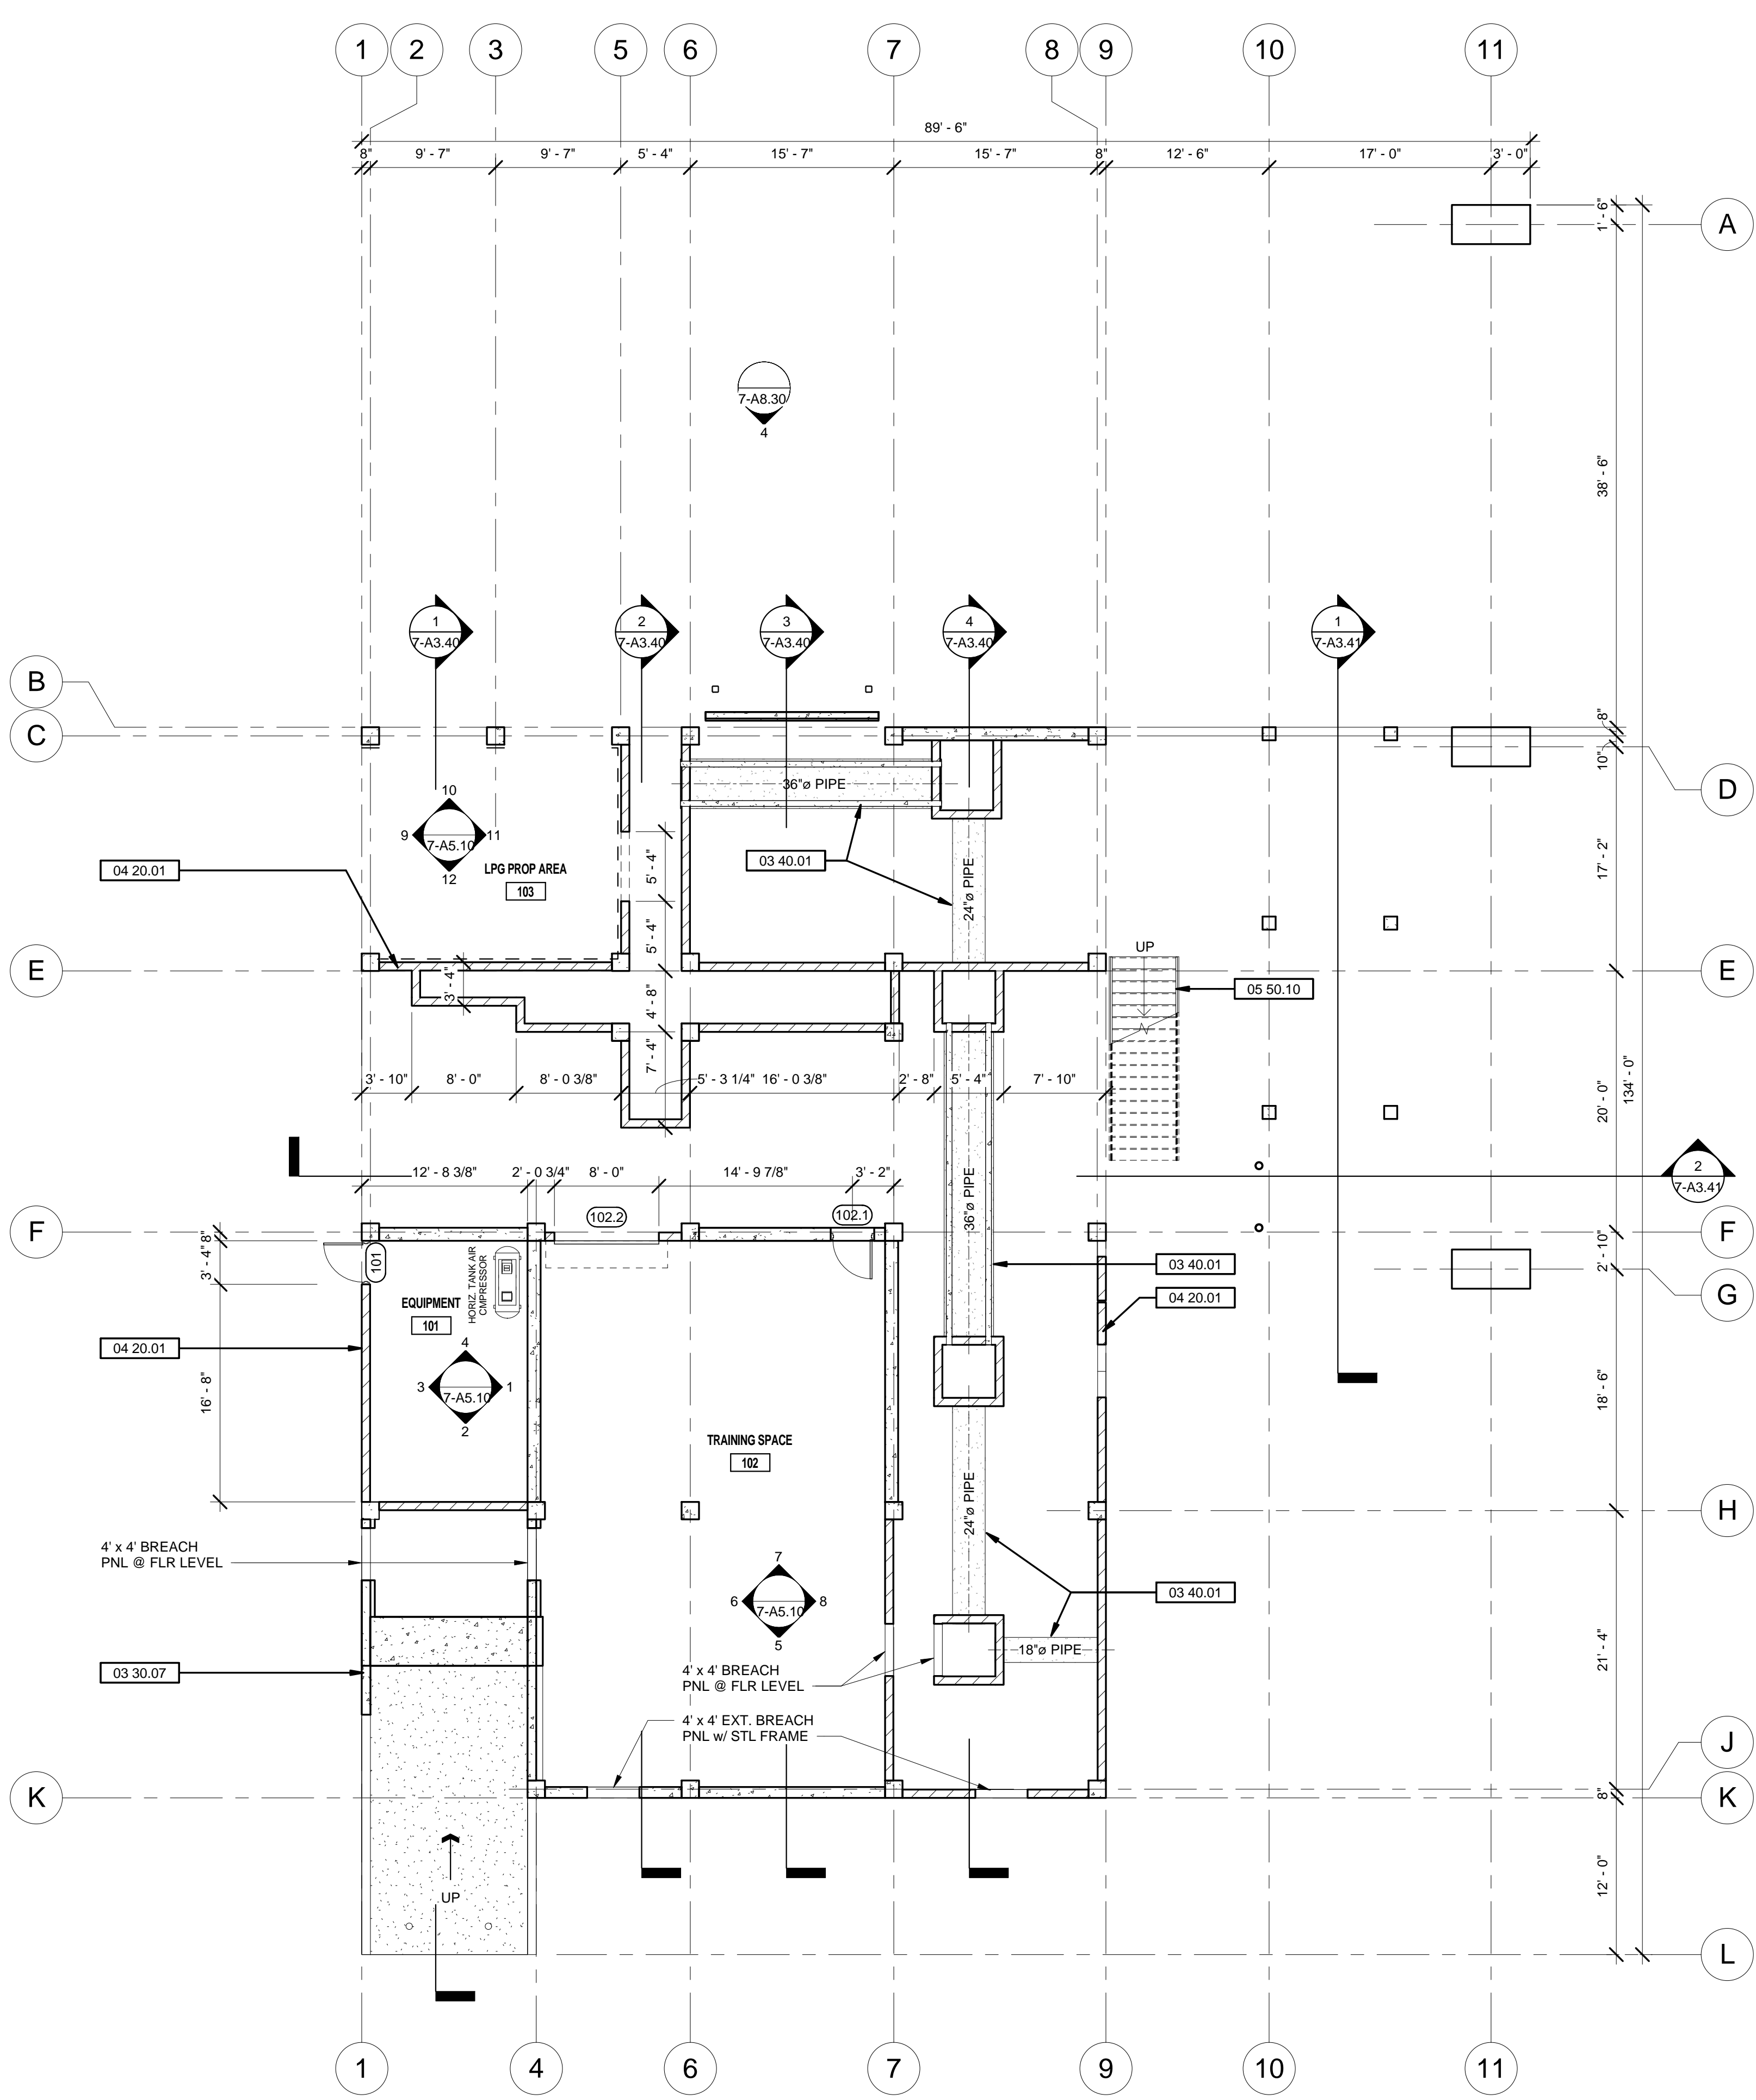 1 2 3 5 6 7 8 9 10 11
89' - 6"
8" 9' - 7" 9' - 7" 5' - 4" 15' - 7" 15' - 7" 8" 12' - 6" 17' - 0" 3' - 0"
1' - 6"
A
7-A8.30
4
38' - 6"
1
7-A3.40
2
7-A3.40
3
7-A3.40
4
7-A3.40
1
7-A3.41
B
C
8"
10"
D
36"ø PIPE
10
9 7-A5.10 11
12
LPG PROP AREA
103
04 20.01
03 40.01
24"ø PIPE
5' - 4"
5' - 4"
17' - 2"
E
UP
E
3' - 4"
4' - 8"
05 50.10
7' - 4"
3' - 10" 8' - 0" 8' - 0 3/8" 5' - 3 1/4" 16' - 0 3/8" 2' - 8" 5' - 4" 7' - 10"
20' - 0"
134' - 0"
12' - 8 3/8" 2' - 0 3/4" 8' - 0" 14' - 9 7/8" 3' - 2"
2
7-A3.41
36"ø PIPE
102.2
102.1
F
F
8"
3' - 4"
101
HORIZ. TANK AIR
CMPRESSOR
2' - 10"
03 40.01
G
04 20.01
EQUIPMENT
101
04 20.01
4
3 7-A5.10 1
2
16' - 8"
18' - 6"
TRAINING SPACE
102
24"ø PIPE
H
4' x 4' BREACH
PNL @ FLR LEVEL
7
6 7-A5.10 8
5
03 40.01
18"ø PIPE
21' - 4"
03 30.07
4' x 4' BREACH
PNL @ FLR LEVEL
4' x 4' EXT. BREACH
PNL w/ STL FRAME
J
K
K
8"
12' - 0"
UP
L
1 4 6 7 9 10 11